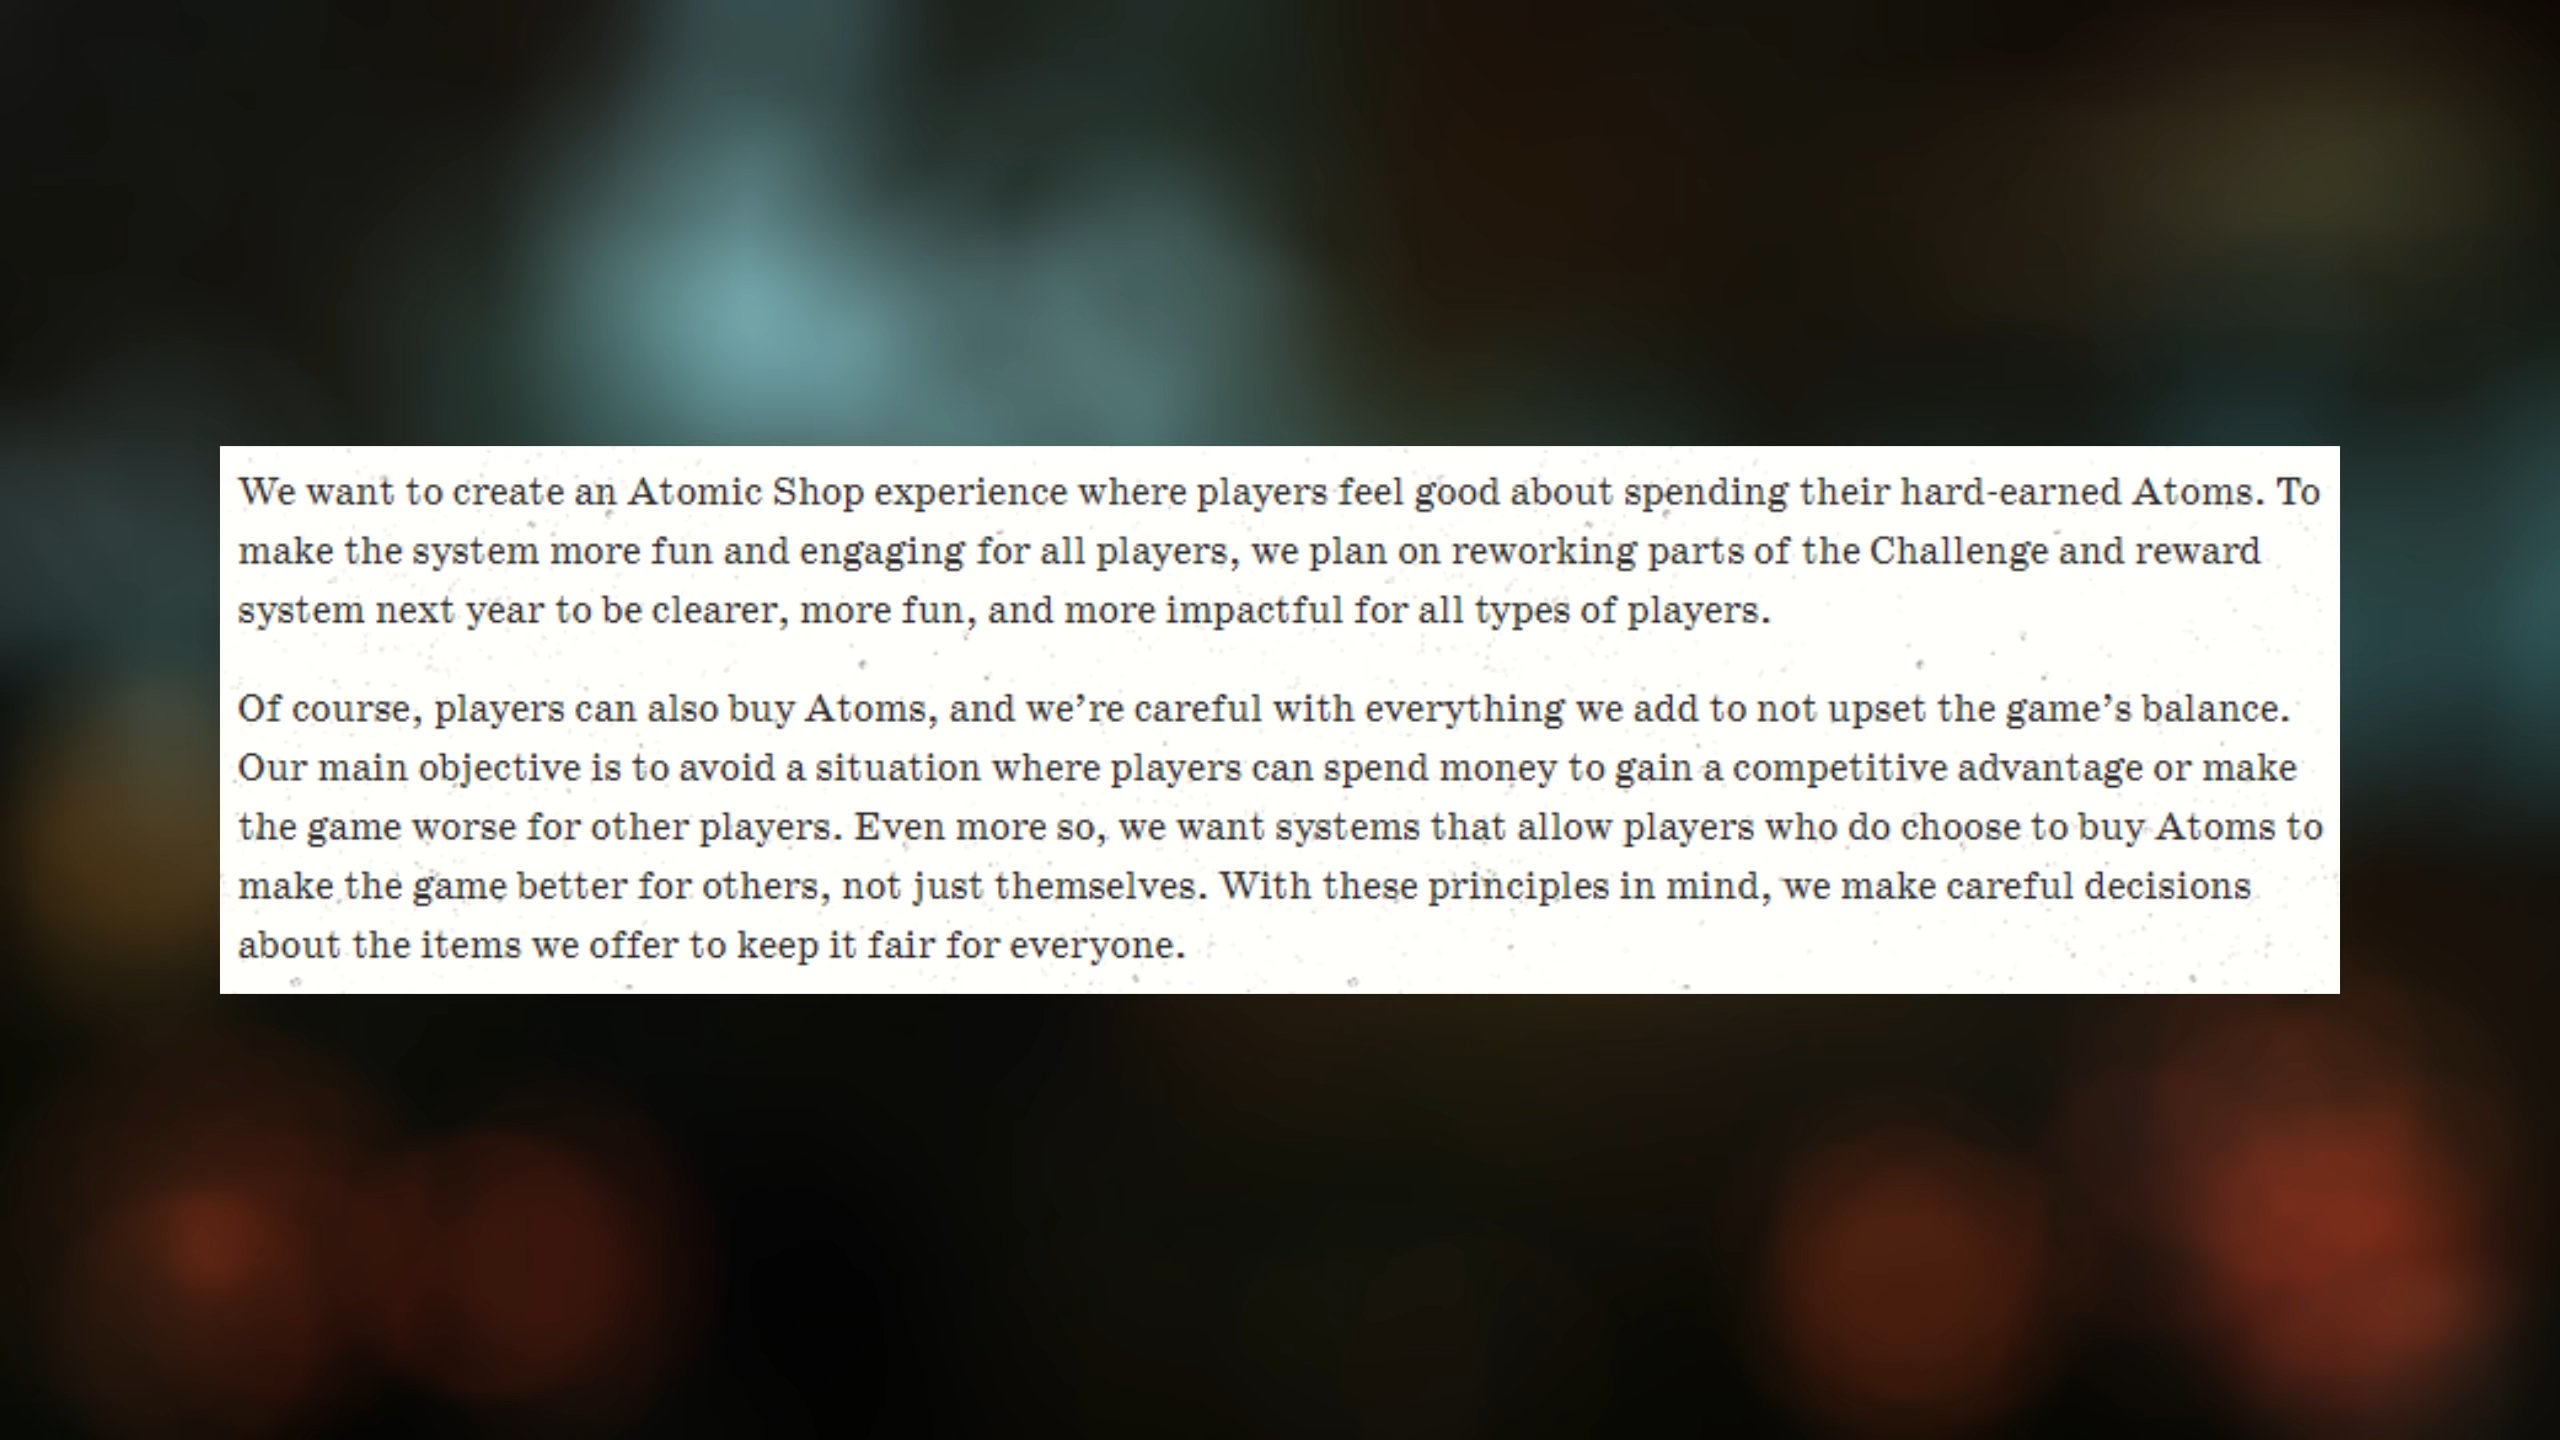 We want to create an Atomic Shop experience where players feel good about spending their hard-earned Atoms. To
make the system more fun and engaging for all players, we plan on reworking parts of the Challenge and reward
system next year to be clearer, more fun, and more impactful for all types of players.
Of course, players can also buy Atoms, and we’re careful with everything we add to not upset the game’s balance.
Our main objective is to avoid a situation where players can spend money to gain a competitive advantage or make
the game worse for other players. Even more so, we want systems that allow players who do choose to buy Atoms to
make the game better for others, not just themselves. With these principles in mind, we make careful decisions
about the items we offer to keep it fair for everyone.